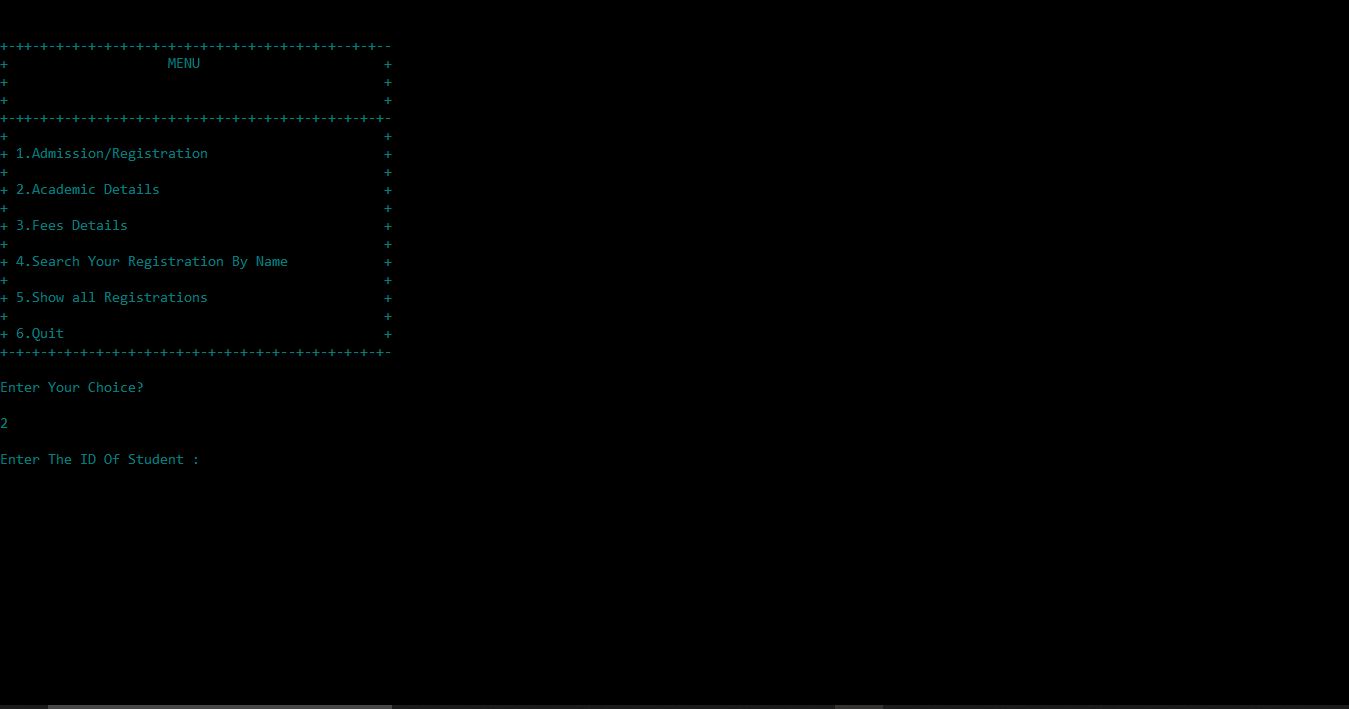 +-++-+-+-+-+-+-+-+-+-+-+-+-+-+-+-+-+-+-+-+--+-+--
+ MENU +
+ +
+ +
+-++-+-+-+-+-+-+-+-+-+-+-+-+-+-+-+-+-+-+-+-+-+-+-
+ +
+ 1.Admission/Registration +
+ +
+ 2.Academic Details +
+ +
+ 3.Fees Details +
+ +
+ 4.Search Your Registration By Name +
+ +
+ 5.Show all Registrations +
+ +
+ 6.Quit +
+-+-+-+-+-+-+-+-+-+-+-+-+-+-+-+-+-+--+-+-+-+-+-+-
Enter Your Choice?
2
Enter The ID Of Student :